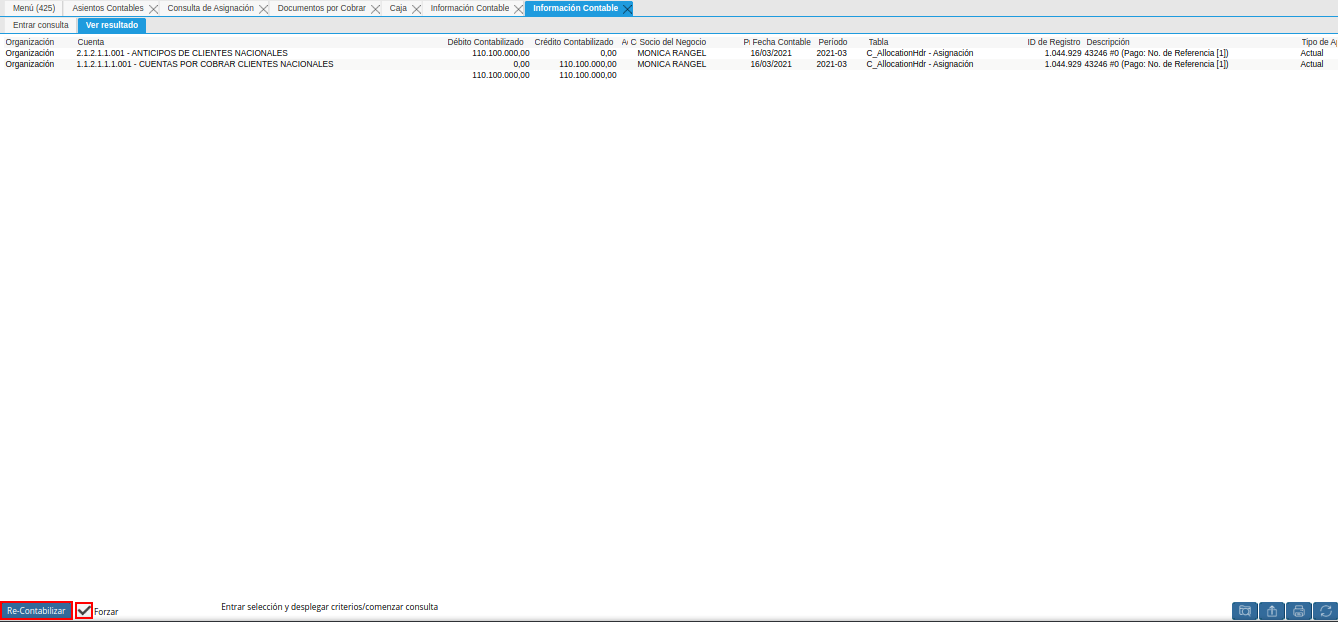 Menú (425) Asientos Contables Consulta de Asignación Documentos por Cobrar Caja Información Contable Información Contable
Entrar consulta Ver resultado
Organización Cuenta Débito Contabilizado Crédito Contabilizado C Socio del Negocio Fecha Contable Período Tabla ID de Registro Descripción Tipo de
Organización 2.1.2.1.1.001 - ANTICIPOS DE CLIENTES NACIONALES 110.100.000,00 0,00 MONICA RANGEL 16/03/2021 2021-03 C_AllocationHdr - Asignación 1.044.929 43246 #0 (Pago: No. de Referencia [1]) Actual
Organización 1.1.2.1.1.1.001 - CUENTAS POR COBRAR CLIENTES NACIONALES 0,00 110.100.000,00 MONICA RANGEL 16/03/2021 2021-03 C_AllocationHdr - Asignación 1.044.929 43246 #0 (Pago: No. de Referencia [1]) Actual
110.100.000,00 110.100.000,00
Re-Contabilizar Forzar Entrar selección y desplegar criterios/comenzar consulta